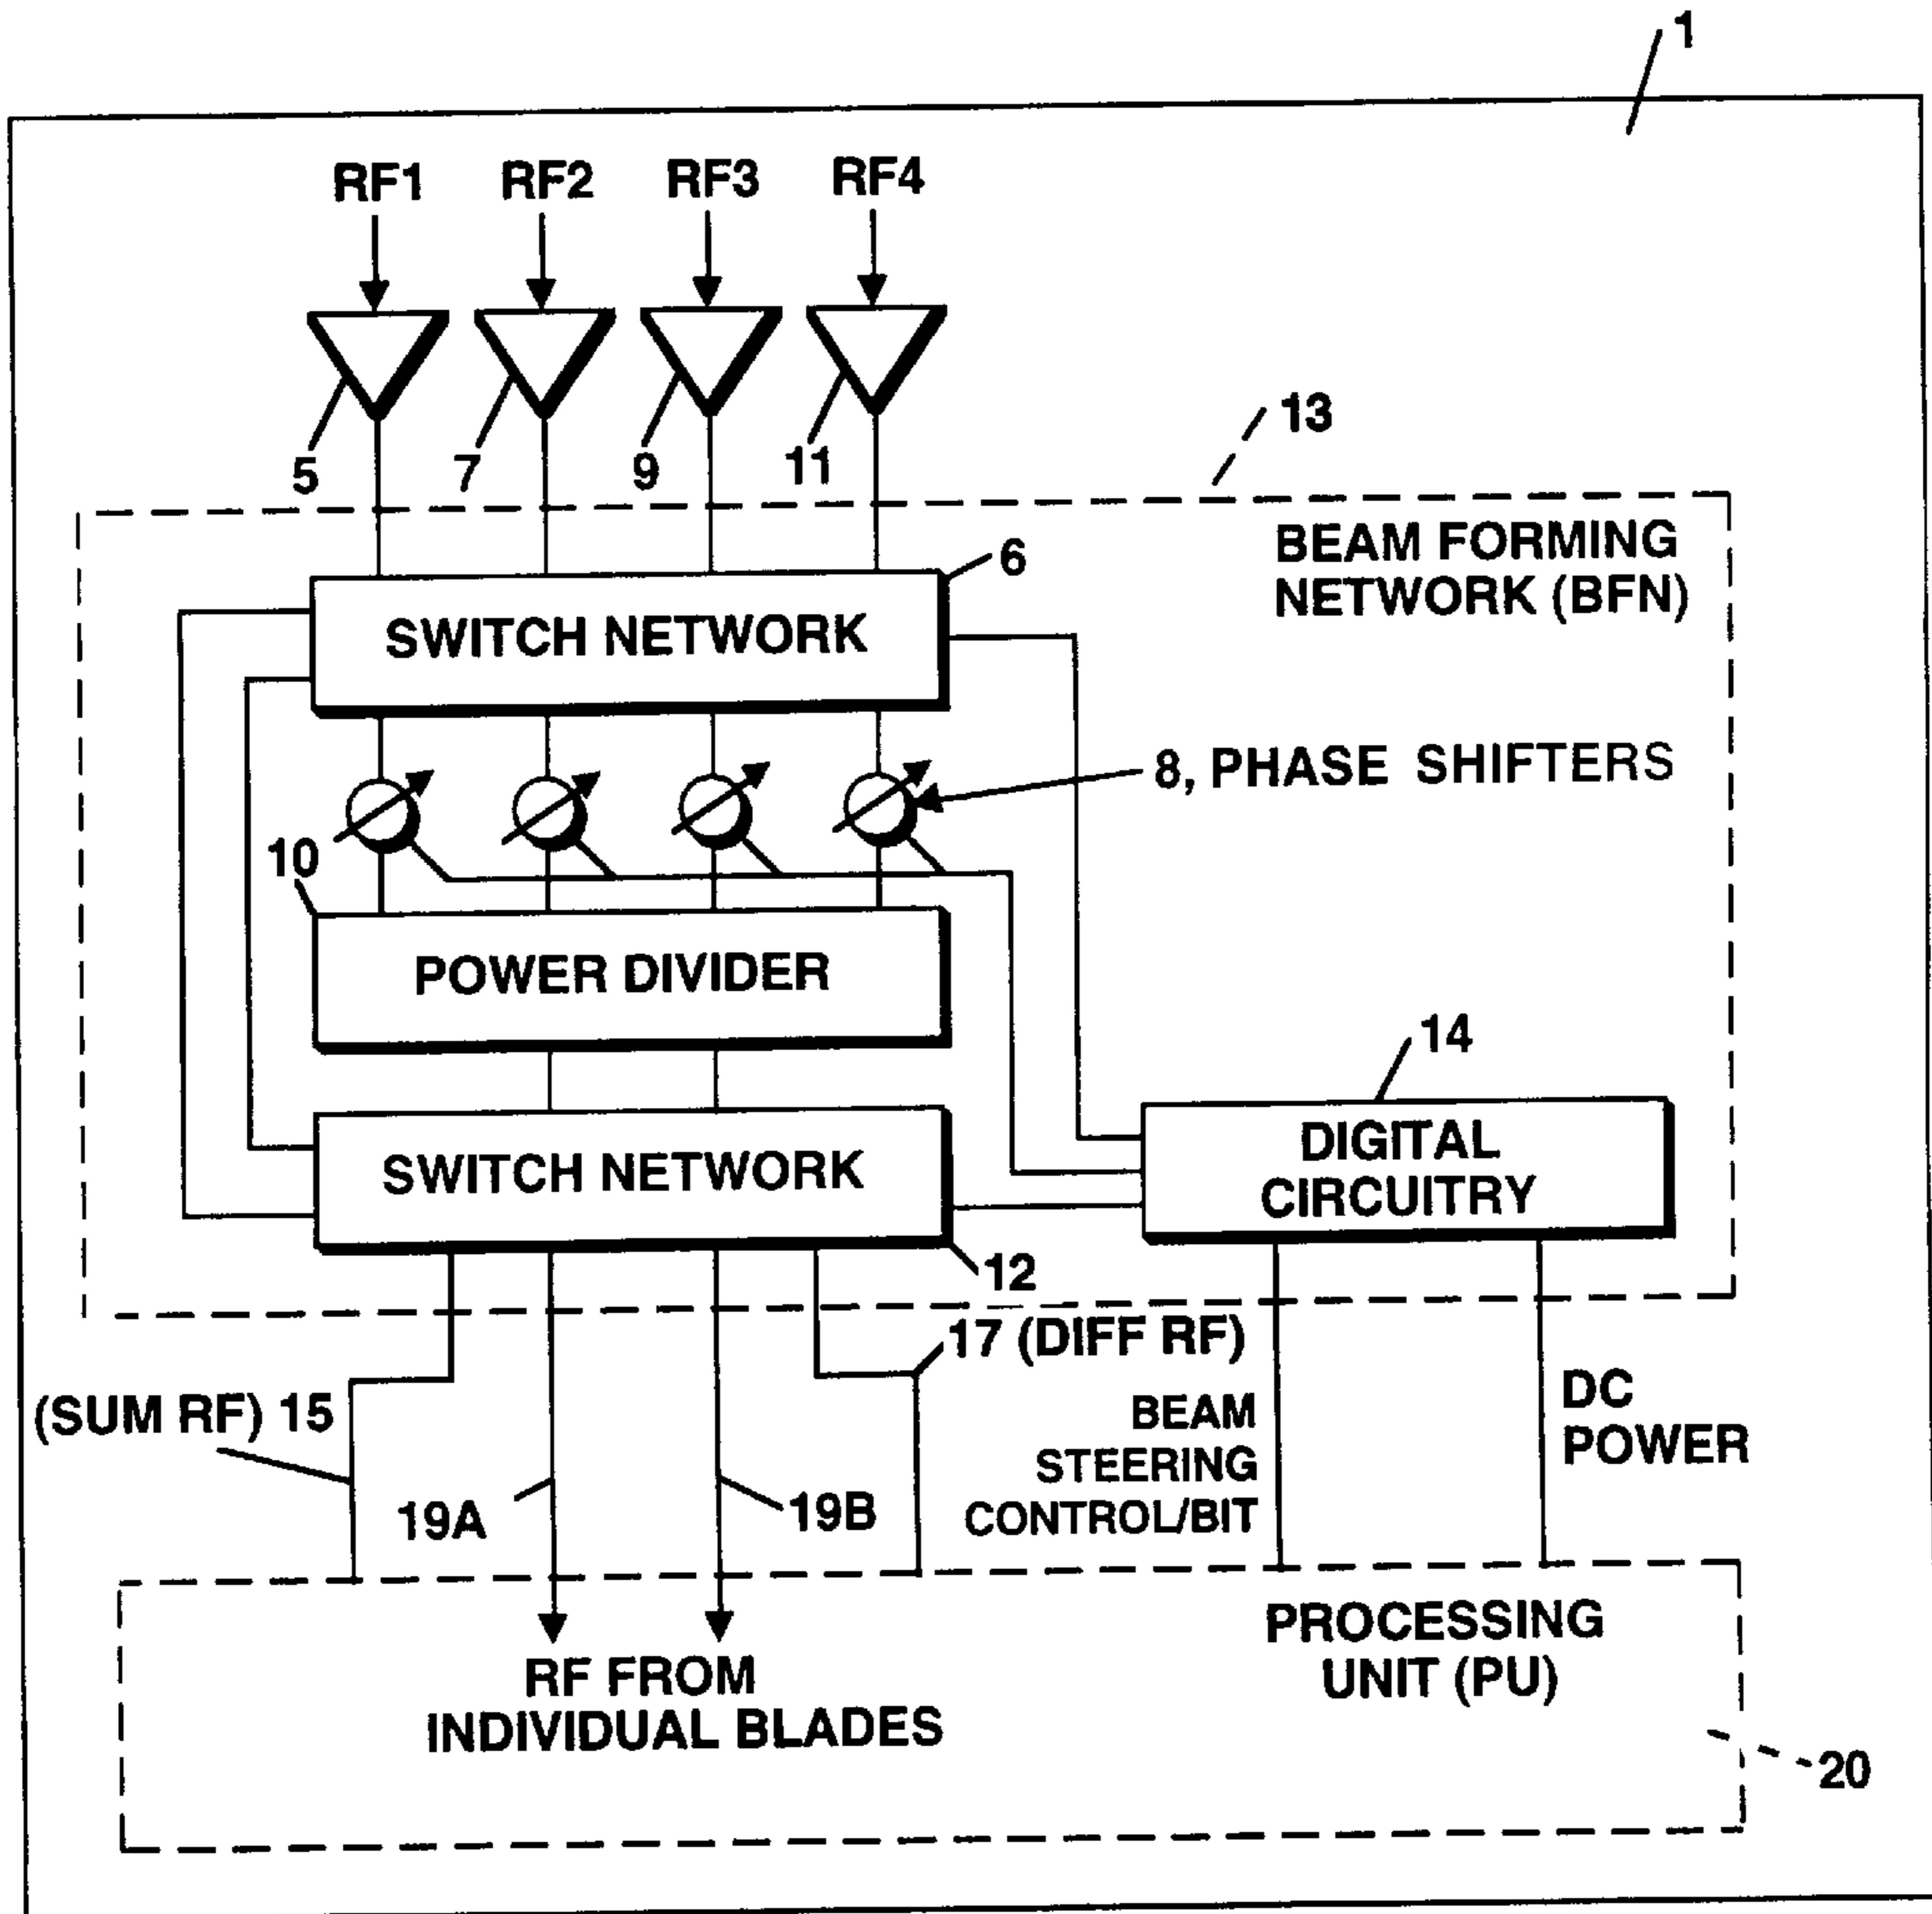 1
RF1 RF2 RF3 RF4
5 7 9 11
13
BEAM FORMING
NETWORK (BFN)
6
SWITCH NETWORK
8, PHASE SHIFTERS
10
POWER DIVIDER
14
DIGITAL
CIRCUITRY
SWITCH NETWORK
12
17 (DIFF RF)
(SUM RF) 15
BEAM
STEERING
CONTROL/BIT
DC
POWER
19A
19B
PROCESSING
UNIT (PU)
RF FROM
INDIVIDUAL BLADES
20